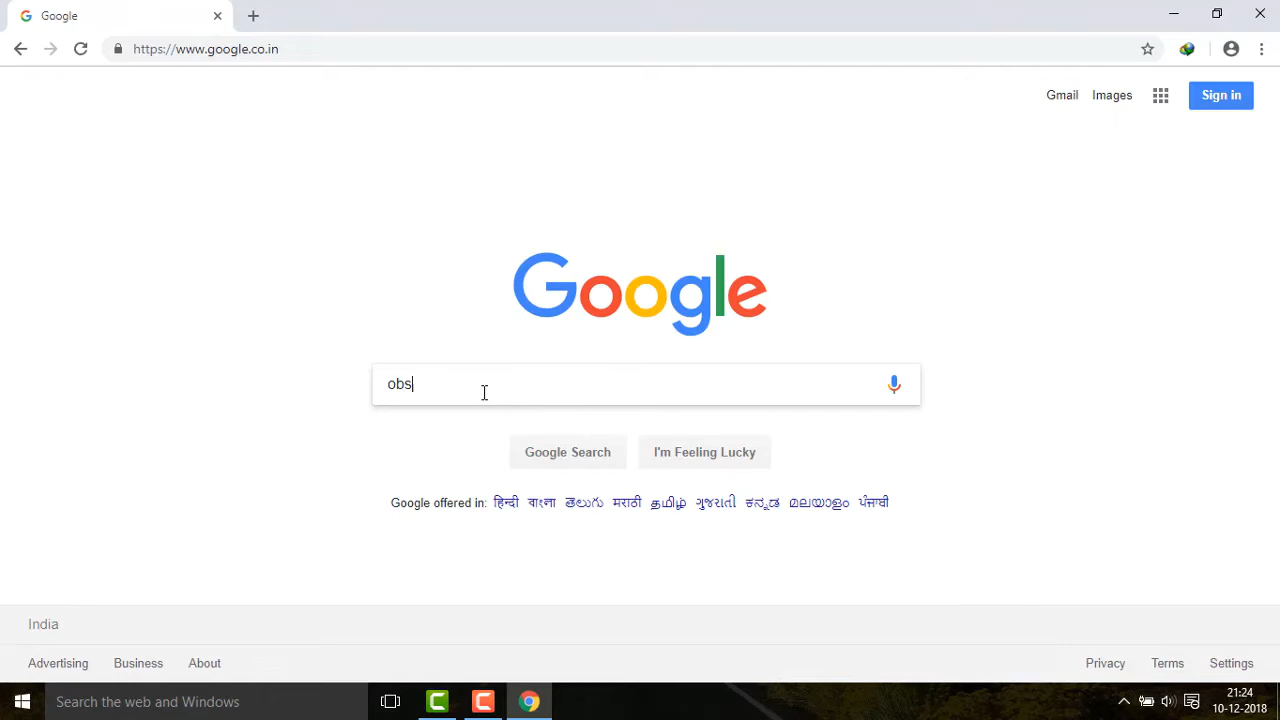 Google
https://www.google.co.in
Gmail Images Sign in
Google
obs
Google Search I'm Feeling Lucky
Google offered in: हिन्दी বাংলা తెలుగు मराठी தமிழ் ગુજરાતી ಕನ್ನಡ മലയാളം ਪੰਜਾਬੀ
India
Advertising Business About Privacy Terms Settings
Search the web and Windows
21:24
10-12-2018